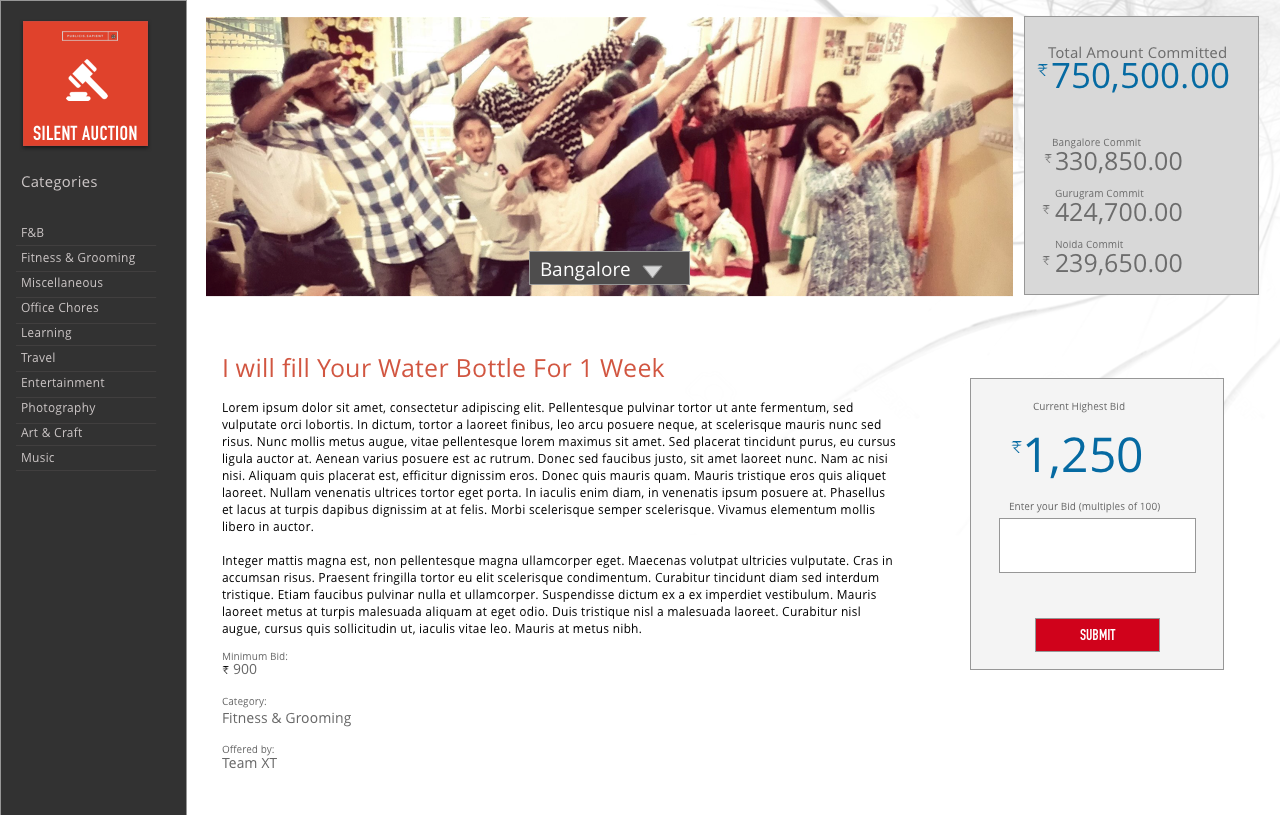 SILENT AUCTION
Categories
F&B
Fitness & Grooming
Miscellaneous
Office Chores
Learning
Travel
Entertainment
Photography
Art & Craft
Music
Bangalore
Total Amount Committed
₹ 750,500.00
Bangalore Commit
₹ 330,850.00
Gurugram Commit
₹ 424,700.00
Noida Commit
₹ 239,650.00
I will fill Your Water Bottle For 1 Week
Lorem ipsum dolor sit amet, consectetur adipiscing elit. Pellentesque pulvinar tortor ut ante fermentum, sed
vulputate orci lobortis. In dictum, tortor a laoreet finibus, leo arcu posuere neque, at scelerisque mauris nunc sed
risus. Nunc mollis metus augue, vitae pellentesque lorem maximus sit amet. Sed placerat tincidunt purus, eu cursus
ligula auctor at. Aenean varius posuere est ac rutrum. Donec sed faucibus justo, sit amet laoreet nunc. Nam ac nisi
nisi. Aliquam quis placerat est, efficitur dignissim eros. Donec quis mauris quam. Mauris tristique eros quis aliquet
laoreet. Nullam venenatis ultrices tortor eget porta. In iaculis enim diam, in venenatis ipsum posuere at. Phasellus
et lacus at turpis dapibus dignissim at at felis. Morbi scelerisque semper scelerisque. Vivamus elementum mollis
libero in auctor.
Integer mattis magna est, non pellentesque magna ullamcorper eget. Maecenas volutpat ultricies vulputate. Cras in
accumsan risus. Praesent fringilla tortor eu elit scelerisque condimentum. Curabitur tincidunt diam sed interdum
tristique. Etiam faucibus pulvinar nulla et ullamcorper. Suspendisse dictum ex a ex imperdiet vestibulum. Mauris
laoreet metus at turpis malesuada aliquam at eget odio. Duis tristique nisl a malesuada laoreet. Curabitur nisl
augue, cursus quis sollicitudin ut, iaculis vitae leo. Mauris at metus nibh.
Minimum Bid:
₹ 900
Category:
Fitness & Grooming
Offered by:
Team XT
Current Highest Bid
₹ 1,250
Enter your Bid (multiples of 100)
SUBMIT